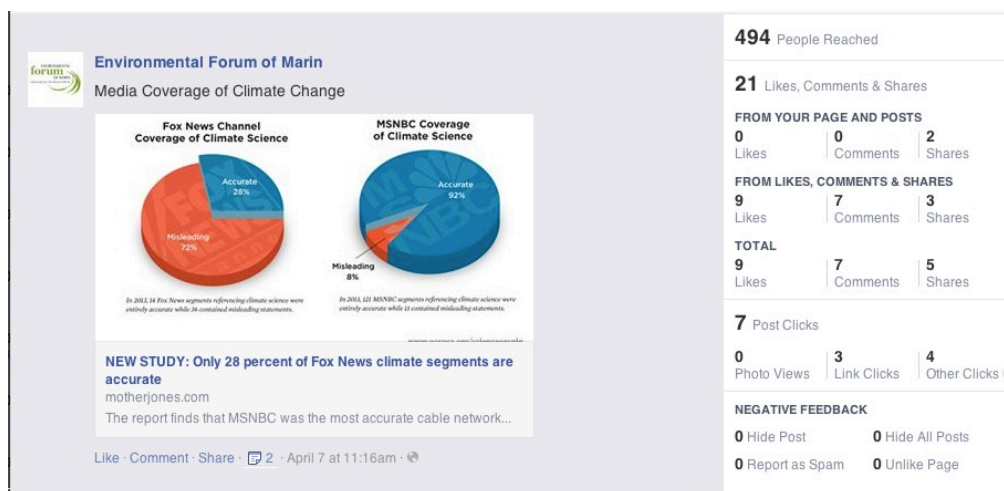 ENVIRONMENTAL
forum
OF MARIN
Environmental Forum of Marin
Media Coverage of Climate Change
Fox News Channel
Coverage of Climate Science
Accurate
28%
Misleading
72%
In 2013, 14 Fox News segments referencing climate science were
entirely accurate while 36 contained misleading statements.
MSNBC Coverage
of Climate Science
Accurate
92%
Misleading
8%
In 2013, 121 MSNBC segments referencing climate science were
entirely accurate while 11 contained misleading statements.
NEW STUDY: Only 28 percent of Fox News climate segments are
accurate
motherjones.com
The report finds that MSNBC was the most accurate cable network...
Like · Comment · Share · 2 · April 7 at 11:16am ·
494 People Reached
21 Likes, Comments & Shares
FROM YOUR PAGE AND POSTS
0 0 2
Likes Comments Shares
FROM LIKES, COMMENTS & SHARES
9 7 3
Likes Comments Shares
TOTAL
9 7 5
Likes Comments Shares
7 Post Clicks
0 3 4
Photo Views Link Clicks Other Clicks
NEGATIVE FEEDBACK
0 Hide Post 0 Hide All Posts
0 Report as Spam 0 Unlike Page